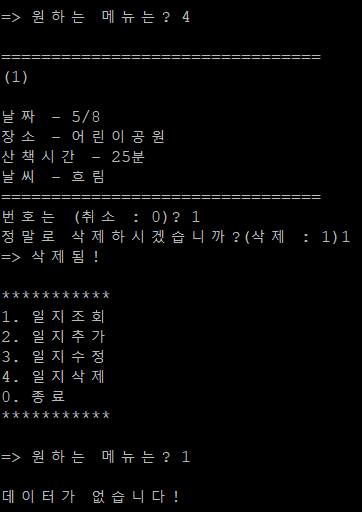 => 원하는 메뉴는? 4
================================
(1)
날짜 - 5/8
장소 - 어린이공원
산책시간 - 25분
날씨 - 흐림
================================
번호는 (취소 : 0)? 1
정말로 삭제하시겠습니까?(삭제 : 1)1
=> 삭제됨!
***********
1. 일지조회
2. 일지추가
3. 일지수정
4. 일지삭제
0. 종료
***********
=> 원하는 메뉴는? 1
데이터가 없습니다!